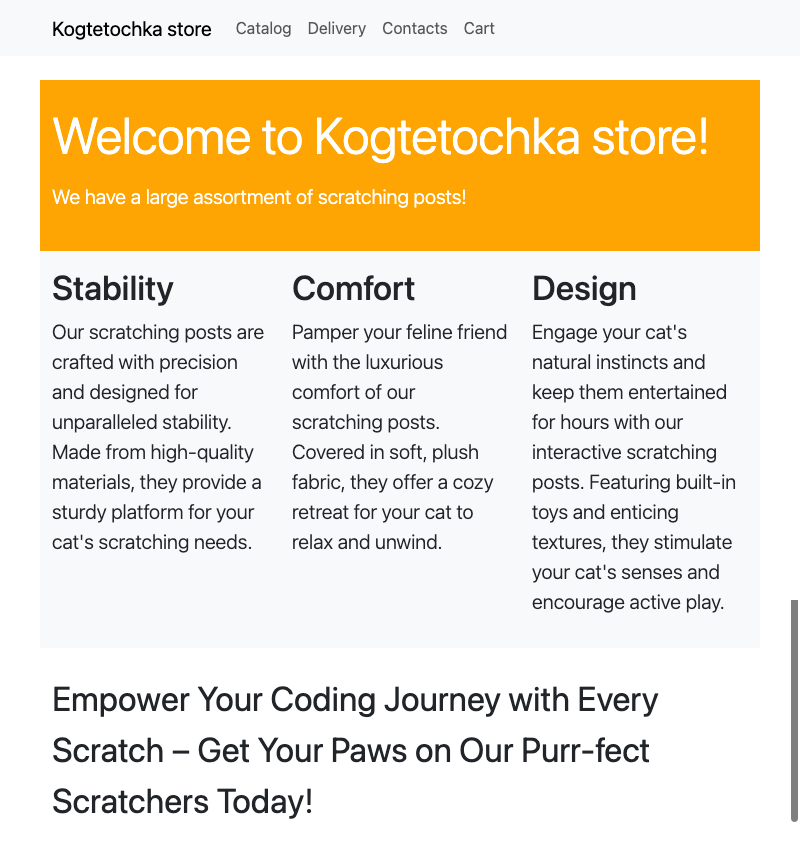 Kogtetochka store Catalog Delivery Contacts Cart
Welcome to Kogtetochka store!
We have a large assortment of scratching posts!
Stability
Our scratching posts are
crafted with precision
and designed for
unparalleled stability.
Made from high-quality
materials, they provide a
sturdy platform for your
cat's scratching needs.
Comfort
Pamper your feline friend
with the luxurious
comfort of our
scratching posts.
Covered in soft, plush
fabric, they offer a cozy
retreat for your cat to
relax and unwind.
Design
Engage your cat's
natural instincts and
keep them entertained
for hours with our
interactive scratching
posts. Featuring built-in
toys and enticing
textures, they stimulate
your cat's senses and
encourage active play.
Empower Your Coding Journey with Every
Scratch – Get Your Paws on Our Purr-fect
Scratchers Today!